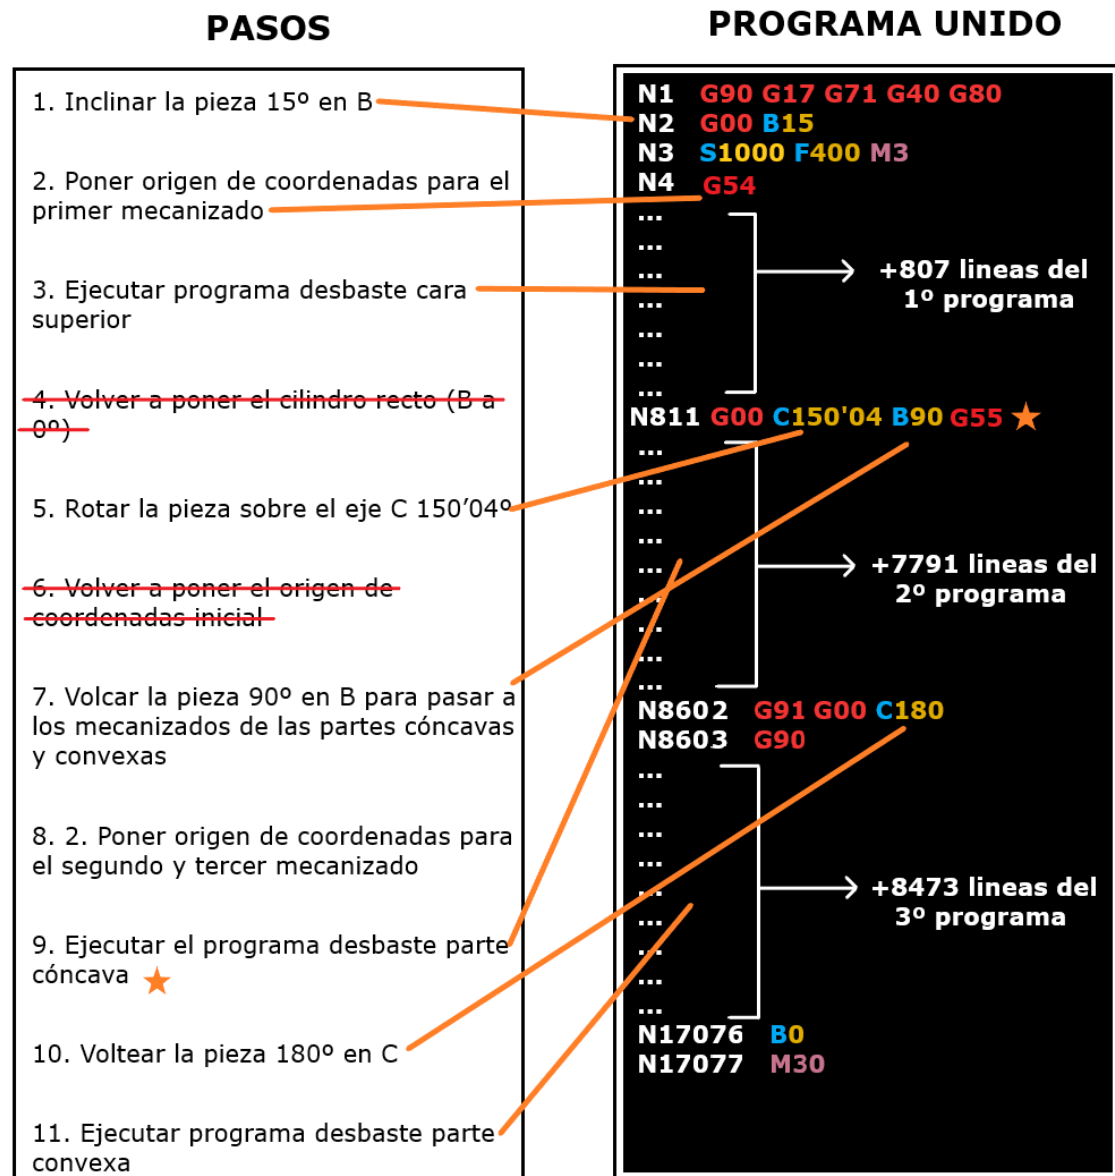 PASOS
1. Inclinar la pieza 15º en B
2. Poner origen de coordenadas para el
primer mecanizado
3. Ejecutar programa desbaste cara
superior
4. Volver a poner el cilindro recto (B a
0º)
5. Rotar la pieza sobre el eje C 150’04º
6. Volver a poner el origen de
coordenadas inicial
7. Volcar la pieza 90º en B para pasar a
los mecanizados de las partes cóncavas
y convexas
8. 2. Poner origen de coordenadas para
el segundo y tercer mecanizado
9. Ejecutar el programa desbaste parte
cóncava
10. Voltear la pieza 180º en C
11. Ejecutar programa desbaste parte
convexa
PROGRAMA UNIDO
N1 G90 G17 G71 G40 G80
N2 G00 B15
N3 S1000 F400 M3
N4 G54
...
...
...
...
...
...
...
+807 lineas del
1º programa
N811 G00 C150'04 B90 G55
...
...
...
...
...
...
...
...
...
+7791 lineas del
2º programa
N8602 G91 G00 C180
N8603 G90
...
...
...
...
...
...
...
...
...
+8473 lineas del
3º programa
N17076 B0
N17077 M30